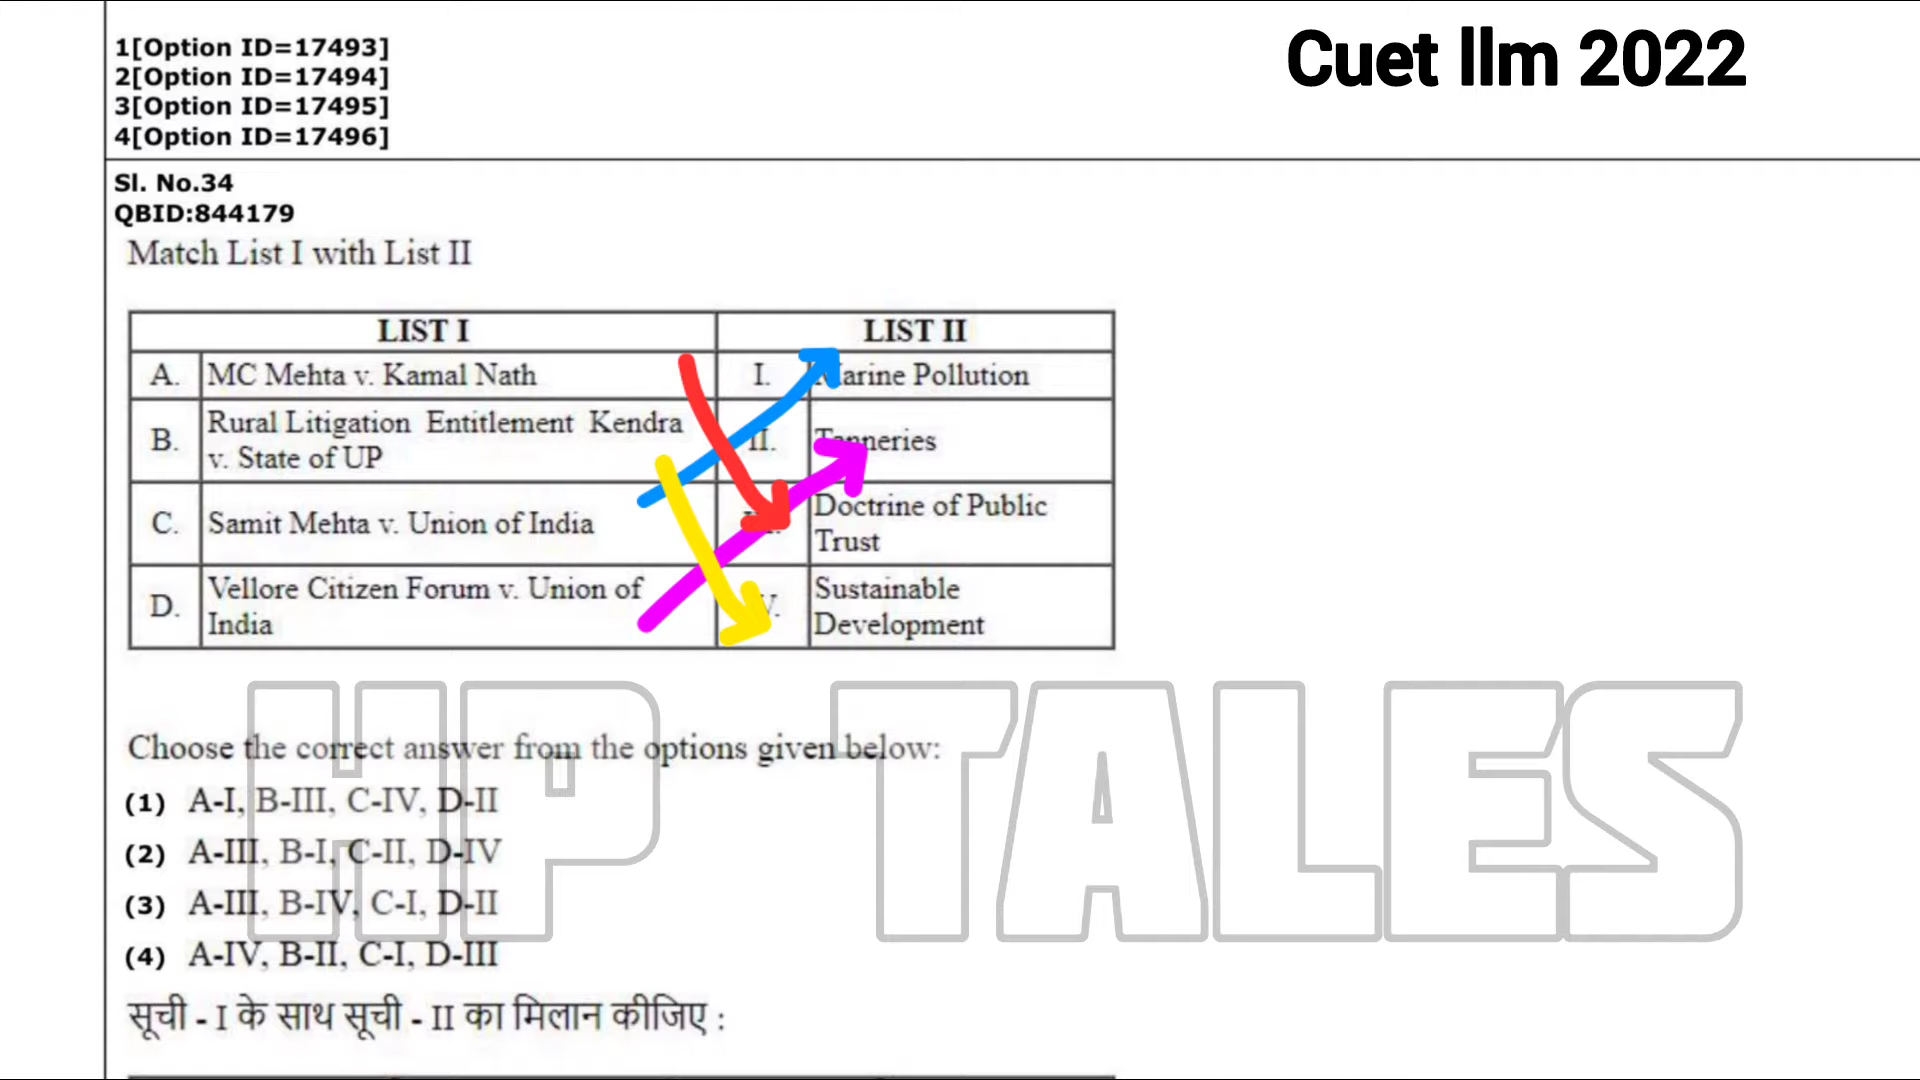 Cuet llm 2022
1[Option ID=17493]
2[Option ID=17494]
3[Option ID=17495]
4[Option ID=17496]
Sl. No.34
QBID:844179
Match List I with List II
LIST I LIST II
A. MC Mehta v. Kamal Nath I. Marine Pollution
B. Rural Litigation Entitlement Kendra v. State of UP II. Tanneries
C. Samit Mehta v. Union of India Doctrine of Public Trust
D. Vellore Citizen Forum v. Union of India Sustainable Development
HP TALES
Choose the correct answer from the options given below:
(1) A-I, B-III, C-IV, D-II
(2) A-III, B-I, C-II, D-IV
(3) A-III, B-IV, C-I, D-II
(4) A-IV, B-II, C-I, D-III
सूची - I के साथ सूची - II का मिलान कीजिए :